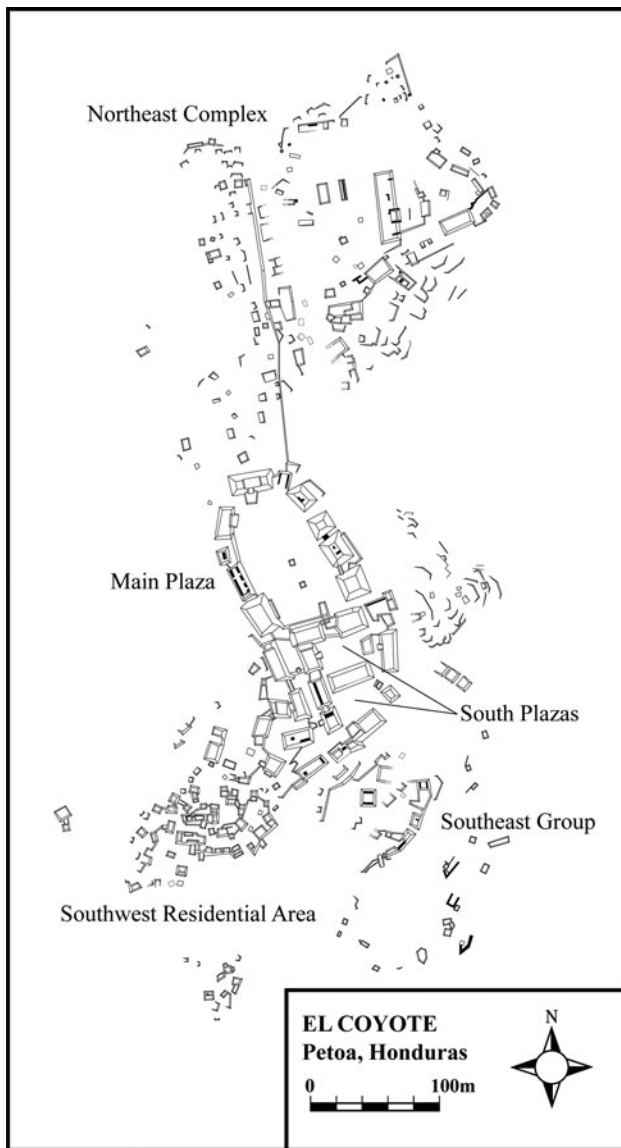 Northeast Complex
Main Plaza
South Plazas
Southeast Group
Southwest Residential Area
EL COYOTE
Petoa, Honduras
0 100m
N